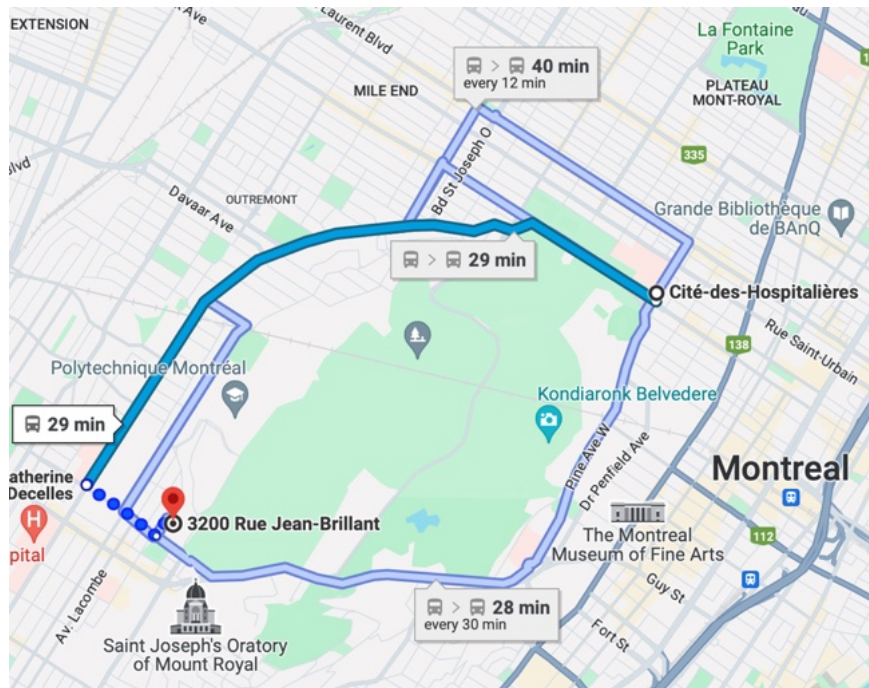 EXTENSION
Ave
Laurent Blvd
La Fontaine
Park
40 min
every 12 min
MILE END
PLATEAU
MONT-ROYAL
Bd St Joseph O
335
Davaar Ave
OUTREMONT
Grande Bibliothèque
de BAnQ
29 min
Cité-des-Hospitalières
Rue Saint-Urbain
138
Polytechnique Montréal
Kondiaronk Belvedere
29 min
Pine Ave W
Dr Penfield Ave
Montreal
atherine
Decelles
3200 Rue Jean-Brillant
H
pital
The Montreal
Museum of Fine Arts
112
Guy St
28 min
every 30 min
Av. Lacombe
Fort St
Saint Joseph's Oratory
of Mount Royal